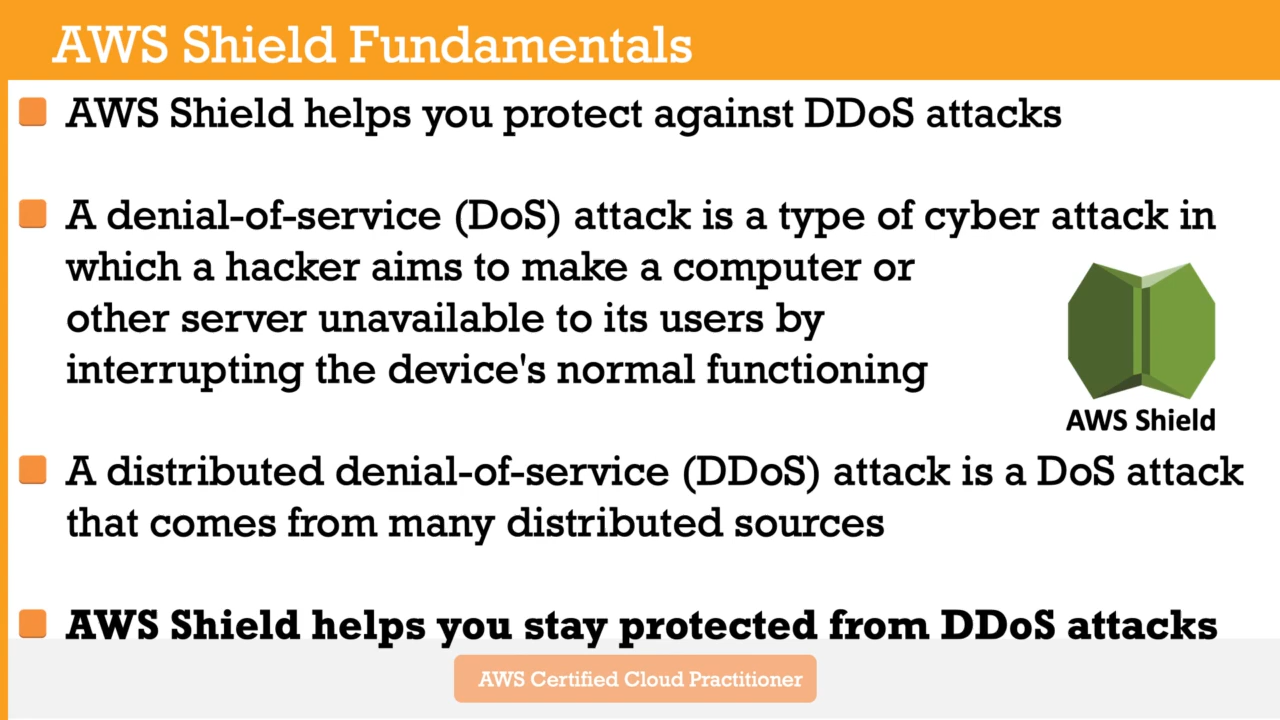 AWS Shield Fundamentals
AWS Shield helps you protect against DDoS attacks
A denial-of-service (DoS) attack is a type of cyber attack in
which a hacker aims to make a computer or
other server unavailable to its users by
interrupting the device's normal functioning
AWS Shield
A distributed denial-of-service (DDoS) attack is a DoS attack
that comes from many distributed sources
AWS Shield helps you stay protected from DDoS attacks
AWS Certified Cloud Practitioner